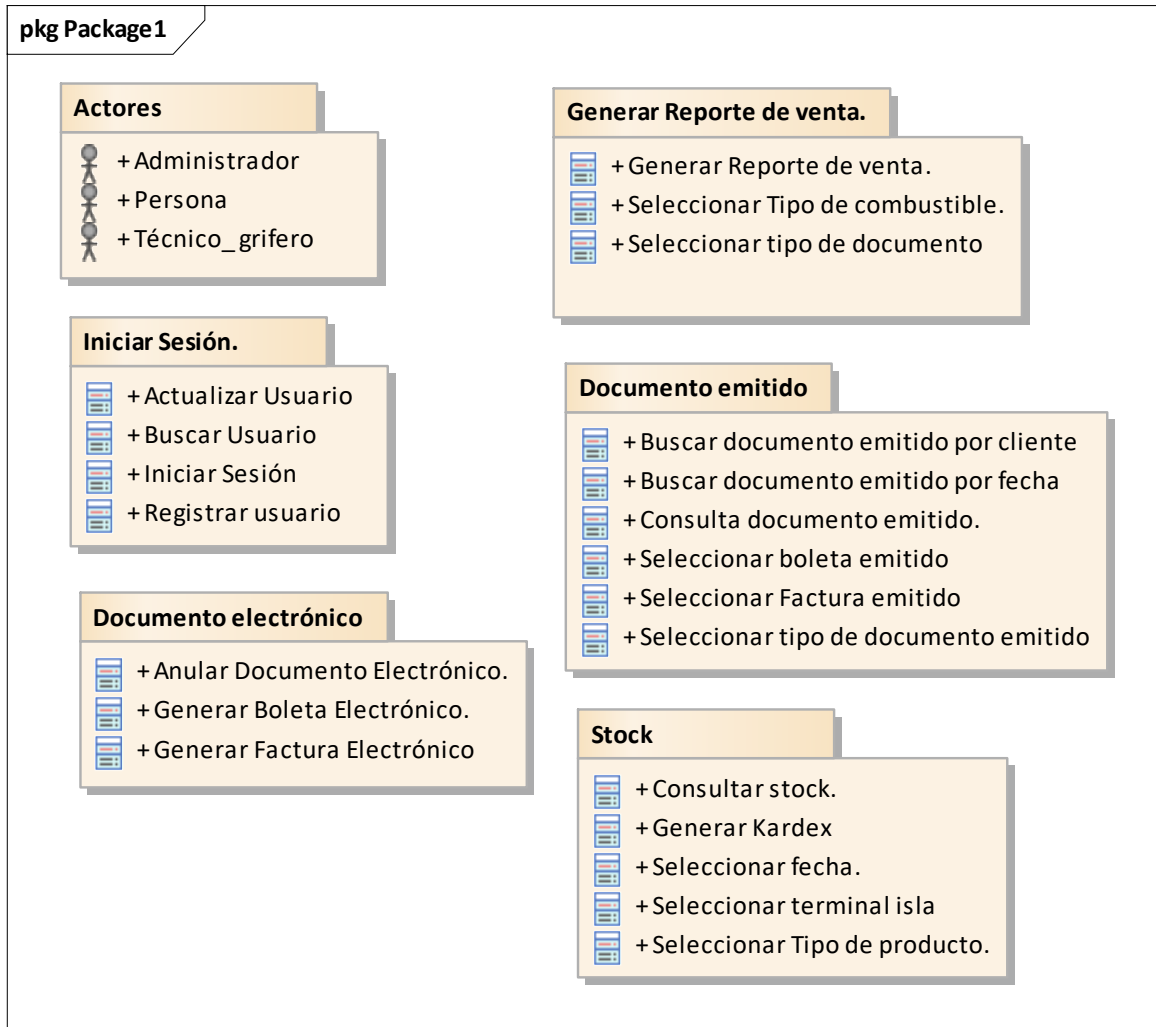 pkg Package1
Actores
+Administrador
+Persona
+Técnico_grifero
Iniciar Sesión.
+Actualizar Usuario
+Buscar Usuario
+Iniciar Sesión
+Registrar usuario
Documento electrónico
+Anular Documento Electrónico.
+Generar Boleta Electrónico.
+Generar Factura Electrónico
Generar Reporte de venta.
+Generar Reporte de venta.
+Seleccionar Tipo de combustible.
+Seleccionar tipo de documento
Documento emitido
+Buscar documento emitido por cliente
+Buscar documento emitido por fecha
+Consulta documento emitido.
+Seleccionar boleta emitido
+Seleccionar Factura emitido
+Seleccionar tipo de documento emitido
Stock
+Consultar stock.
+Generar Kardex
+Seleccionar fecha.
+Seleccionar terminal isla
+Seleccionar Tipo de producto.